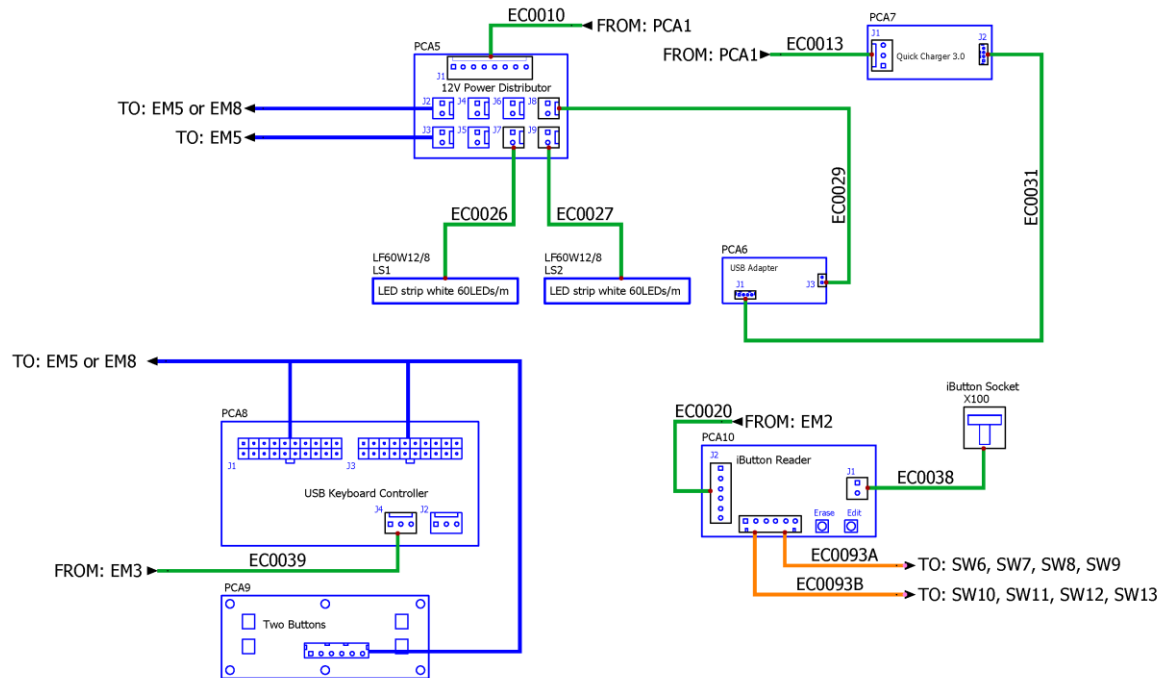 EC0010
FROM: PCA1
PCA5
J1
12V Power Distributor
J2
J4
J6
J8
J3
J5
J7
J9
TO: EM5 or EM8
TO: EM5
EC0026
EC0027
LF60W12/8
LS1
LED strip white 60LEDs/m
LF60W12/8
LS2
LED strip white 60LEDs/m
PCA7
FROM: PCA1
EC0013
J1
Quick Charger 3.0
J2
EC0029
EC0031
PCA6
USB Adapter
J1
J3
TO: EM5 or EM8
PCA8
J1
J3
USB Keyboard Controller
J4
J2
FROM: EM3
EC0039
PCA9
Two Buttons
EC0020
FROM: EM2
iButton Socket
X100
PCA10
J2
iButton Reader
J1
EC0038
Erase
Edit
EC0093A
TO: SW6, SW7, SW8, SW9
EC0093B
TO: SW10, SW11, SW12, SW13